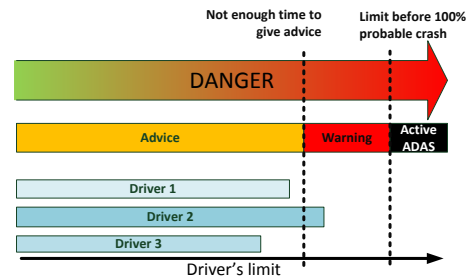 Not enough time to
give advice
Limit before 100%
probable crash
DANGER
Advice
Warning
Active
ADAS
Driver 1
Driver 2
Driver 3
Driver's limit